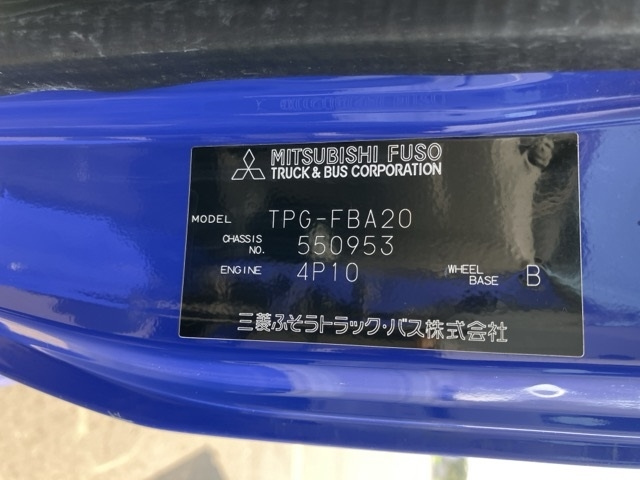 MITSUBISHI FUSO
TRUCK & BUS CORPORATION
MODEL TPG-FBA20
CHASSIS NO. 550953
ENGINE 4P10 WHEEL BASE B
三菱ふそうトラック・バス株式会社